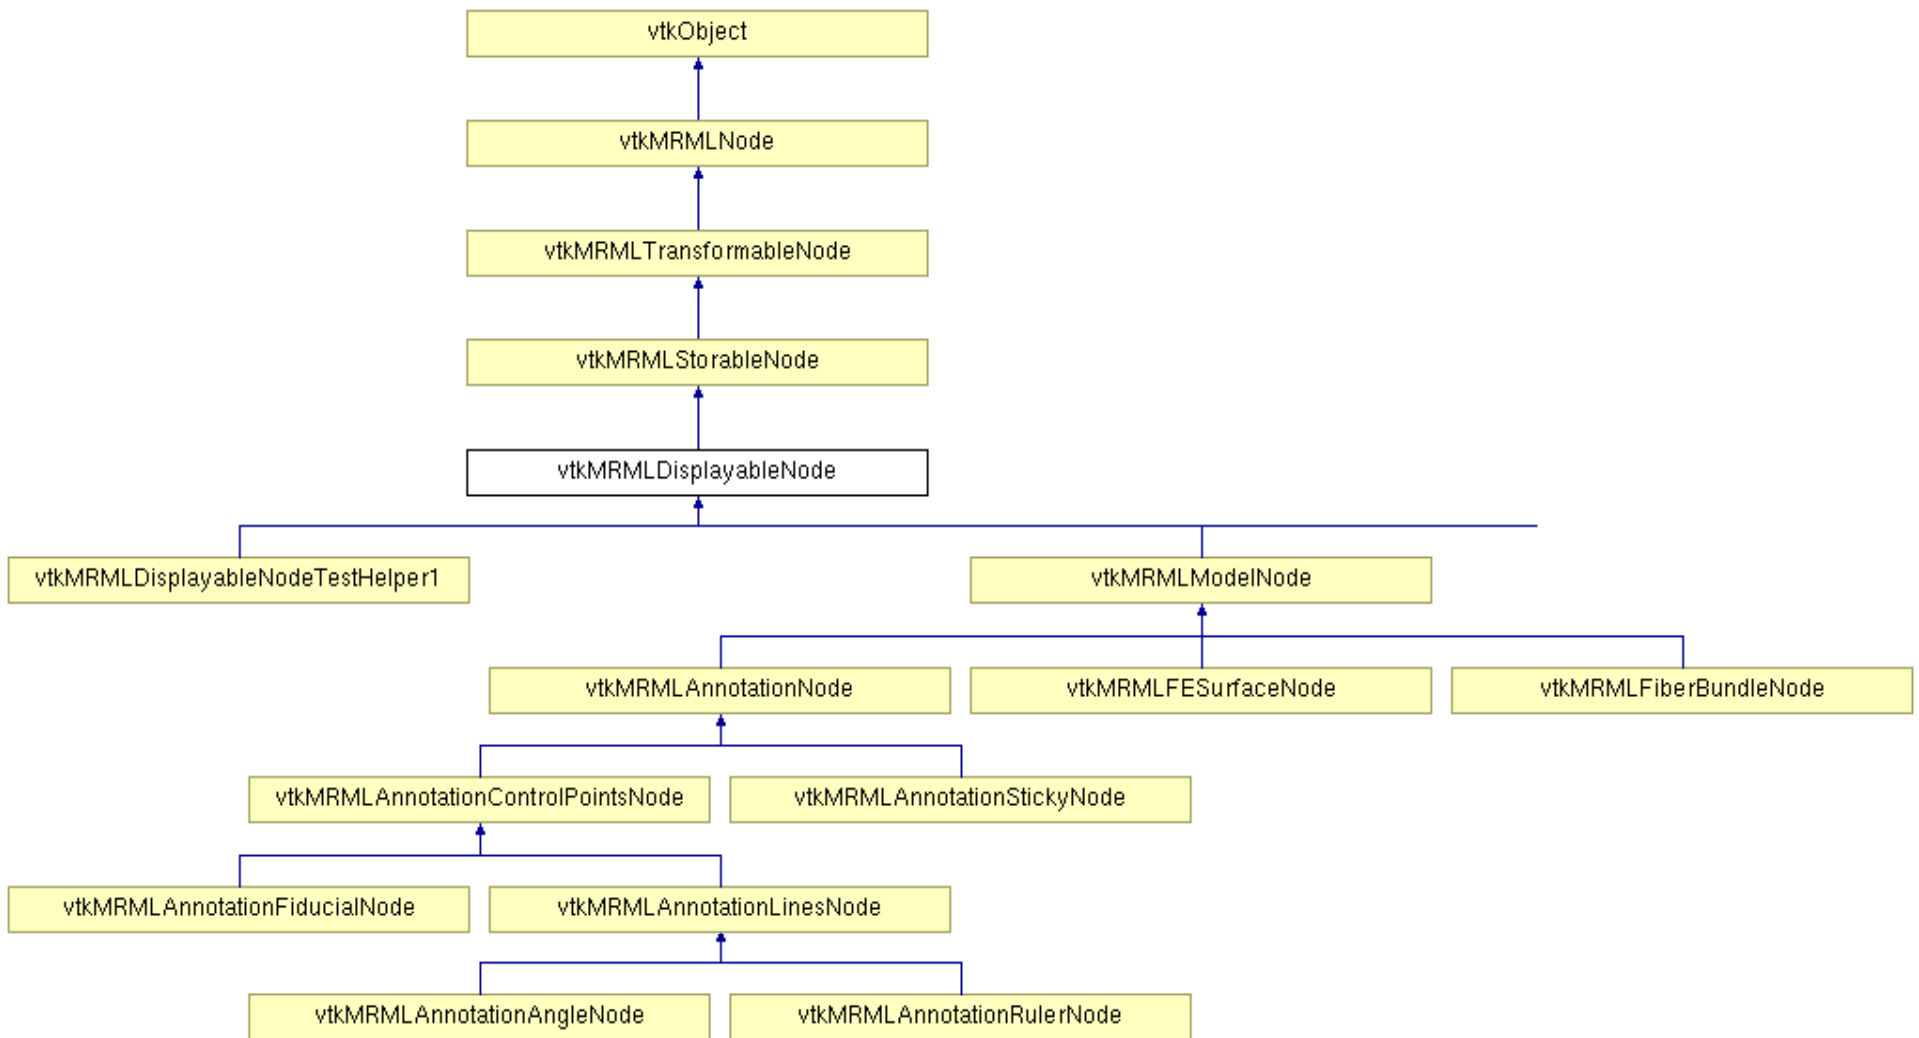 vtkObject
vtkMRMLNode
vtkMRMLTransformableNode
vtkMRMLStorableNode
vtkMRMLDisplayableNode
vtkMRMLDisplayableNodeTestHelper1
vtkMRMLModelNode
vtkMRMLAnnotationNode
vtkMRMLFESurfaceNode
vtkMRMLFiberBundleNode
vtkMRMLAnnotationControlPointsNode
vtkMRMLAnnotationStickyNode
vtkMRMLAnnotationFiducialNode
vtkMRMLAnnotationLinesNode
vtkMRMLAnnotationAngleNode
vtkMRMLAnnotationRulerNode